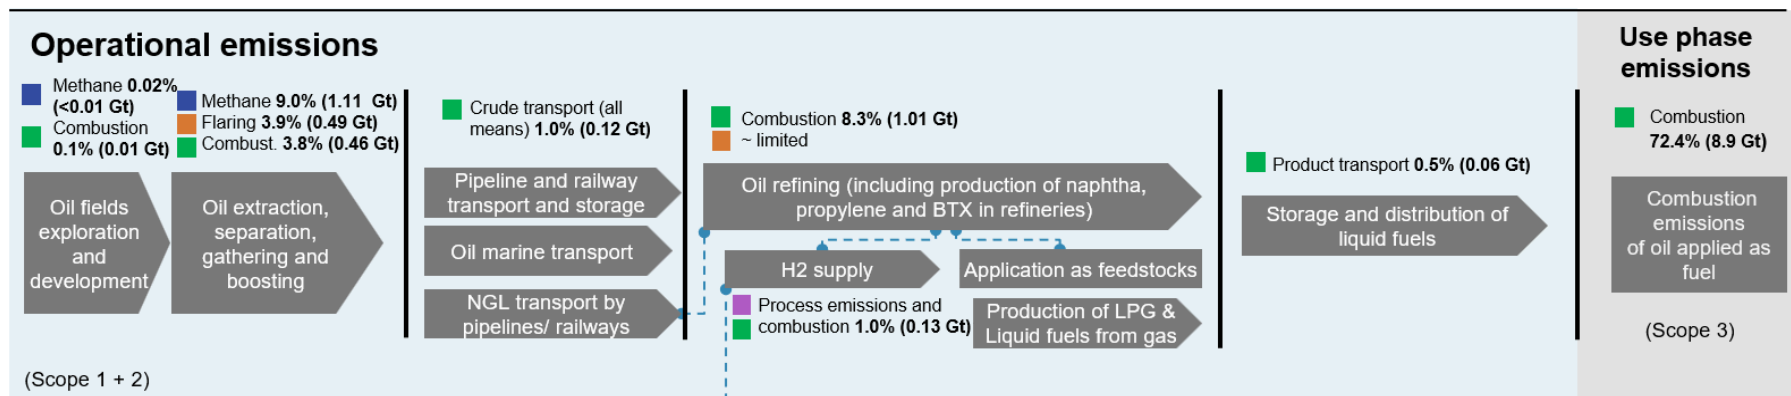 Operational emissions
Methane 0.02%
(<0.01 Gt)
Combustion
0.1% (0.01 Gt)
Methane 9.0% (1.11  Gt)
Flaring 3.9% (0.49 Gt)
Combust. 3.8% (0.46 Gt)
Oil fields
exploration
and
development
Oil extraction,
separation,
gathering and
boosting
(Scope 1 + 2)
Crude transport (all
means) 1.0% (0.12 Gt)
Pipeline and railway
transport and storage
Oil marine transport
NGL transport by
pipelines/ railways
Combustion 8.3% (1.01 Gt)
~ limited
Oil refining (including production of naphtha,
propylene and BTX in refineries)
H2 supply
Process emissions and
combustion 1.0% (0.13 Gt)
Application as feedstocks
Production of LPG &
Liquid fuels from gas
Product transport 0.5% (0.06 Gt)
Storage and distribution of
liquid fuels
Use phase
emissions
Combustion
72.4% (8.9 Gt)
Combustion
emissions
of oil applied as
fuel
(Scope 3)